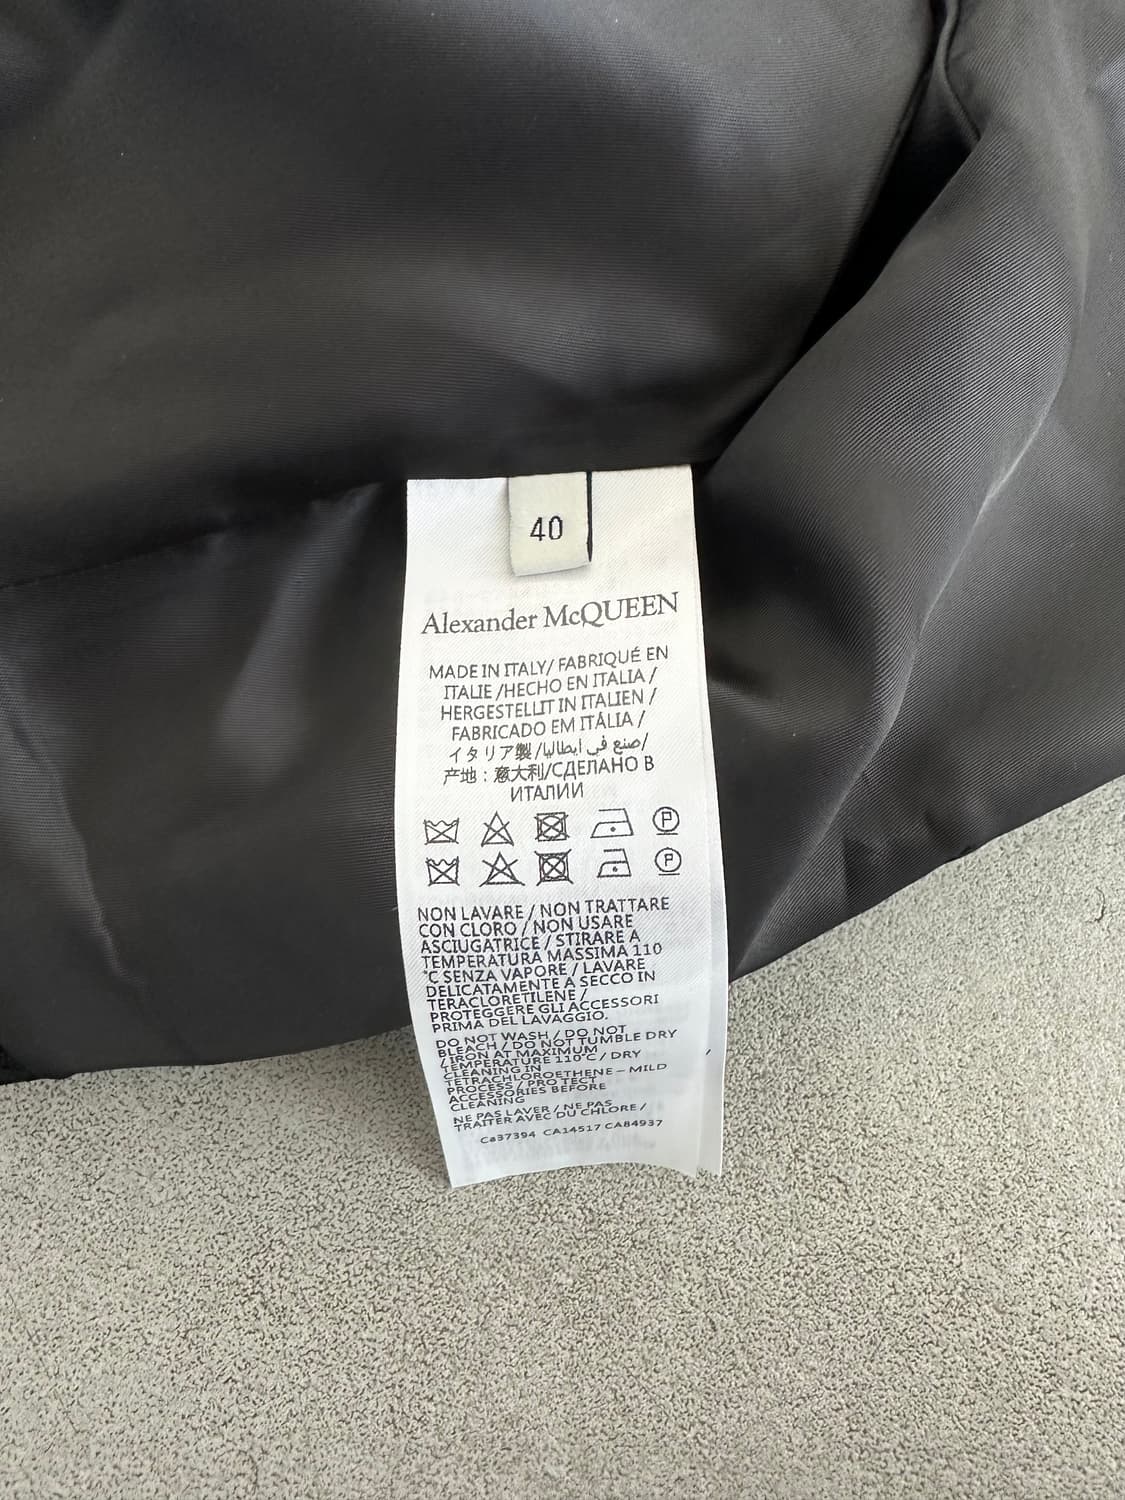 40
Alexander McQUEEN
MADE IN ITALY/ FABRIQUÉ EN
ITALIE /HECHO EN ITALIA /
HERGESTELLT IN ITALIEN /
FABRICADO EM ITÁLIA /
イタリア製/صنع في ايطاليا/
产地：意大利/СДЕЛАНО В
ИТАЛИИ
P
P
NON LAVARE / NON TRATTARE
CON CLORO / NON USARE
ASCIUGATRICE / STIRARE A
TEMPERATURA MASSIMA 110
°C SENZA VAPORE / LAVARE
DELICATAMENTE A SECCO IN
TERACLORETILENE /
PROTEGGERE GLI ACCESSORI
PRIMA DEL LAVAGGIO.
DO NOT WASH / DO NOT
BLEACH / DO NOT TUMBLE DRY
/ IRON AT MAXIMUM
TEMPERATURE 110°C / DRY
CLEANING IN
TETRACHLOROETHENE – MILD
PROCESS / PRO TECT
ACCESSORIES BEFORE
CLEANING
NE PAS LAVER / NE PAS
TRAITER AVEC DU CHLORE /
Ca37394 CA14517 CA84937